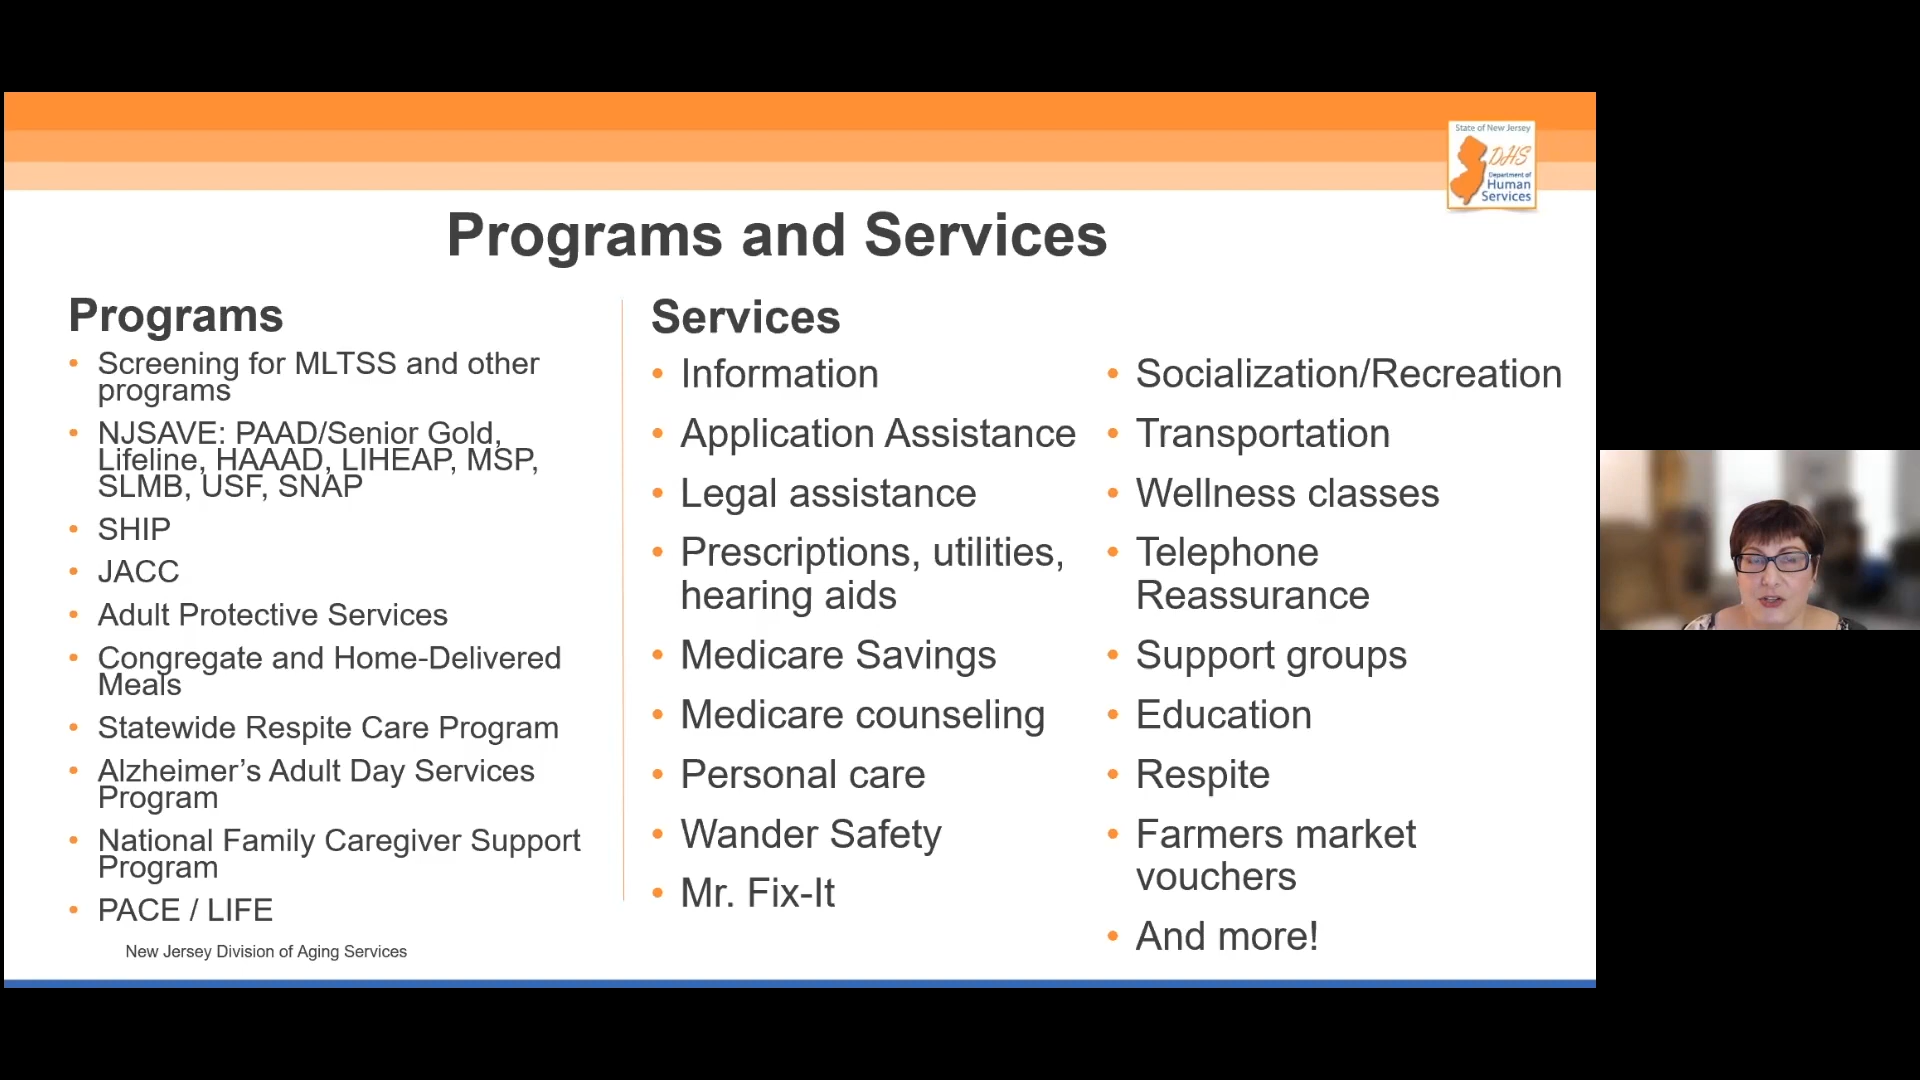 State of New Jersey
DHS
Department of
Human
Services
Programs and Services
Programs
• Screening for MLTSS and other
programs
• NJSAVE: PAAD/Senior Gold,
Lifeline, HAAAD, LIHEAP, MSP,
SLMB, USF, SNAP
• SHIP
• JACC
• Adult Protective Services
• Congregate and Home-Delivered
Meals
• Statewide Respite Care Program
• Alzheimer’s Adult Day Services
Program
• National Family Caregiver Support
Program
• PACE / LIFE
Services
• Information
• Application Assistance
• Legal assistance
• Prescriptions, utilities,
hearing aids
• Medicare Savings
• Medicare counseling
• Personal care
• Wander Safety
• Mr. Fix-It
• Socialization/Recreation
• Transportation
• Wellness classes
• Telephone
Reassurance
• Support groups
• Education
• Respite
• Farmers market
vouchers
• And more!
New Jersey Division of Aging Services